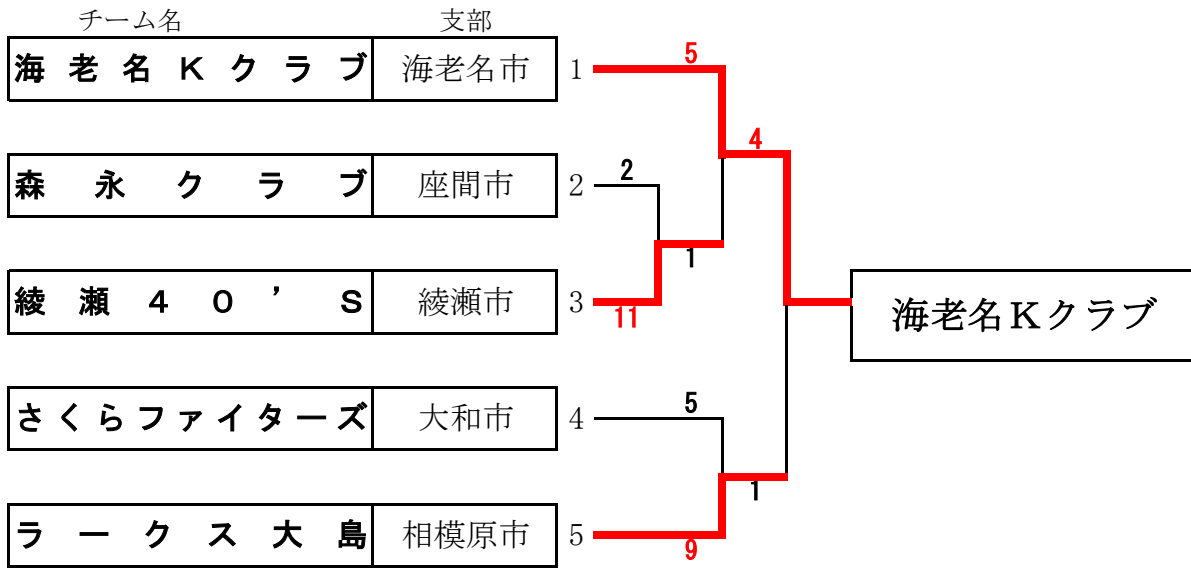 チーム名 支部
海老名Kクラブ 海老名市 1 5
4
森永クラブ 座間市 2 2
1
綾瀬４０’S 綾瀬市 3 11
海老名Kクラブ
さくらファイターズ 大和市 4 5
1
ラークス大島 相模原市 5 9